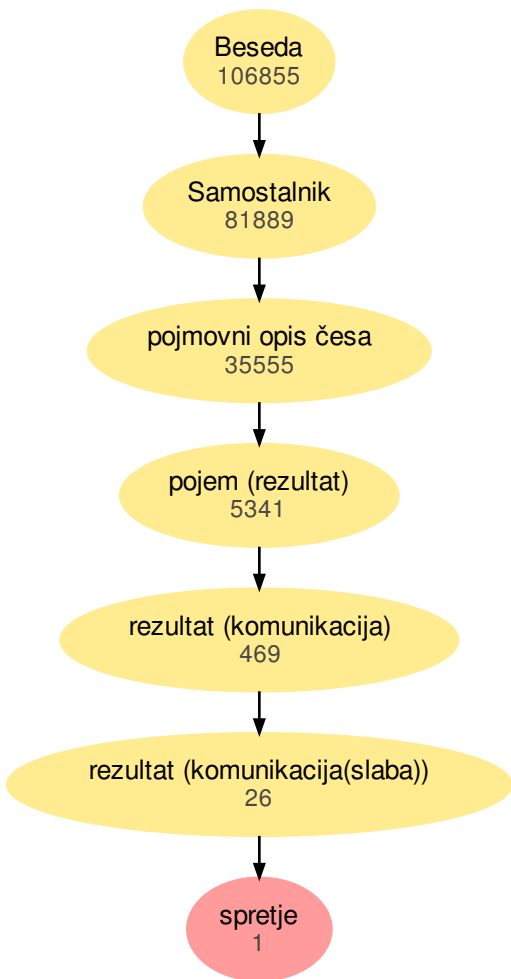 Beseda
106855
Samostalnik
81889
pojmovni opis česa
35555
pojem (rezultat)
5341
rezultat (komunikacija)
469
rezultat (komunikacija(slaba))
26
spretje
1